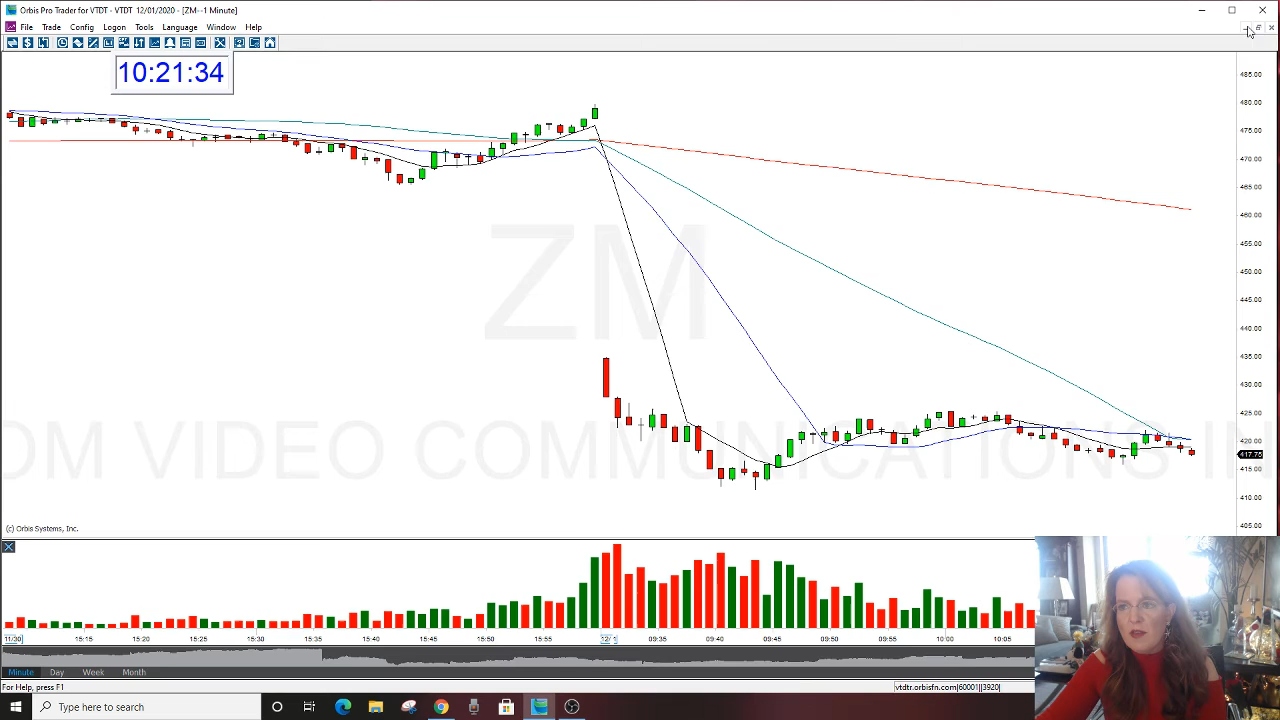 Orbis Pro Trader for VTDT - VTDT 12/01/2020 - [ZM--1 Minute]
File Trade Config Logon Tools Language Window Help
10:21:34
485.00
480.00
475.00
470.00
465.00
460.00
455.00
450.00
445.00
440.00
435.00
430.00
425.00
420.00
417.75
415.00
410.00
405.00
ZM
OM VIDEO COMMUNICATIONS IN
(c) Orbis Systems, Inc.
11/30 15:15 15:20 15:25 15:30 15:35 15:40 15:45 15:50 15:55 12/ 1 09:35 09:40 09:45 09:50 09:55 10:00 10:05
Minute Day Week Month
For Help, press F1
vtdtr.orbisfn.com|60001||3920|
Type here to search